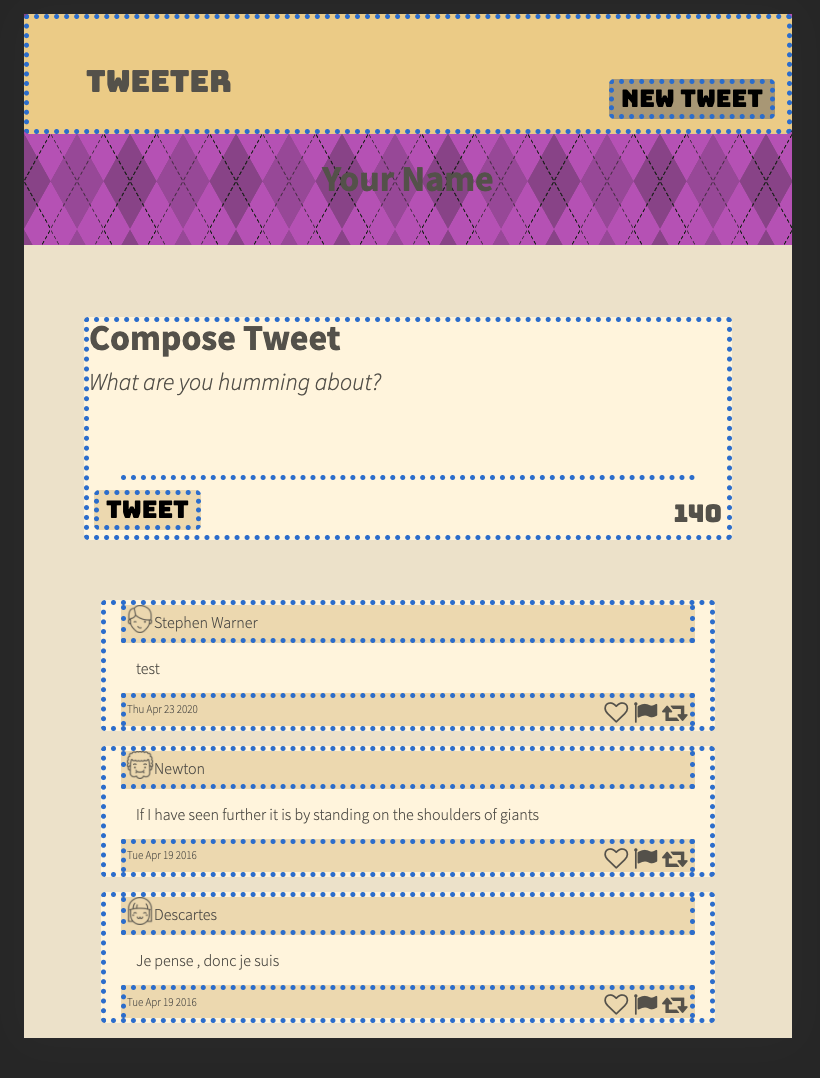 TWEETER
NEW TWEET
Your Name
Compose Tweet
What are you humming about?
TWEET
140
Stephen Warner
test
Thu Apr 23 2020
Newton
If I have seen further it is by standing on the shoulders of giants
Tue Apr 19 2016
Descartes
Je pense , donc je suis
Tue Apr 19 2016